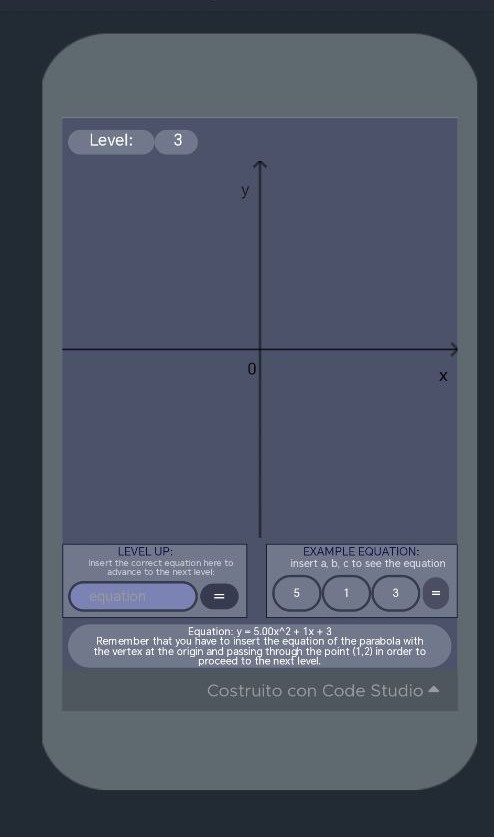 Level: 3
y
0
x
LEVEL UP:
insert the correct equation here to
advance to the next level:
equation =
EXAMPLE EQUATION:
insert a, b, c to see the equation
5 1 3 =
Equation: y = 5.00x^2 + 1x + 3
Remember that you have to insert the equation of the parabola with
the vertex at the origin and passing through the point (1,2) in order to
proceed to the next level.
Costruito con Code Studio